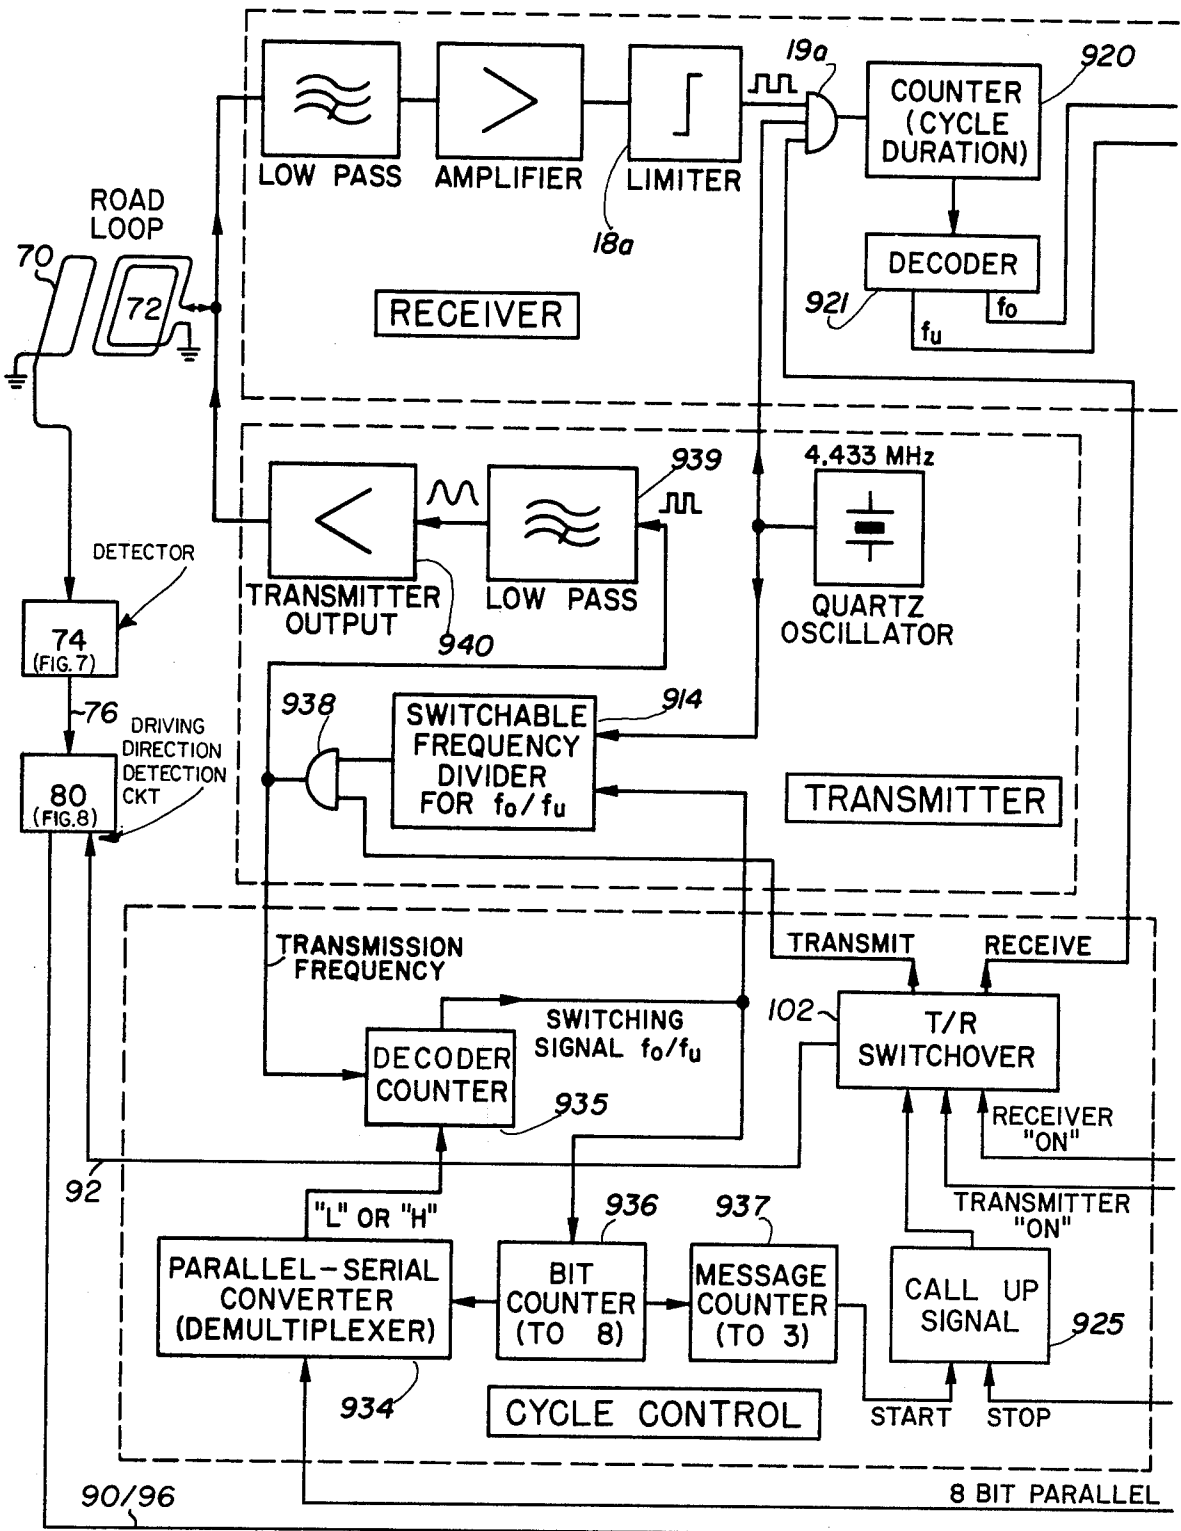 19a
920
COUNTER
(CYCLE
DURATION)
LOW PASS
AMPLIFIER
LIMITER
18a
ROAD
LOOP
70
72
DECODER
921
fo
fu
RECEIVER
4.433 MHz
939
DETECTOR
TRANSMITTER
OUTPUT
940
LOW PASS
QUARTZ
OSCILLATOR
74
(FIG. 7)
76
938
914
SWITCHABLE
FREQUENCY
DIVIDER
FOR fo/fu
DRIVING
DIRECTION
DETECTION
CKT
80
(FIG. 8)
TRANSMITTER
TRANSMISSION
FREQUENCY
TRANSMIT
RECEIVE
102
T/R
SWITCHOVER
SWITCHING
SIGNAL fo/fu
DECODER
COUNTER
935
RECEIVER
"ON"
92
TRANSMITTER
"ON"
"L" OR "H"
936
937
PARALLEL-SERIAL
CONVERTER
(DEMULTIPLEXER)
BIT
COUNTER
(TO 8)
MESSAGE
COUNTER
(TO 3)
CALL UP
SIGNAL
925
934
CYCLE CONTROL
START
STOP
90/96
8 BIT PARALLEL